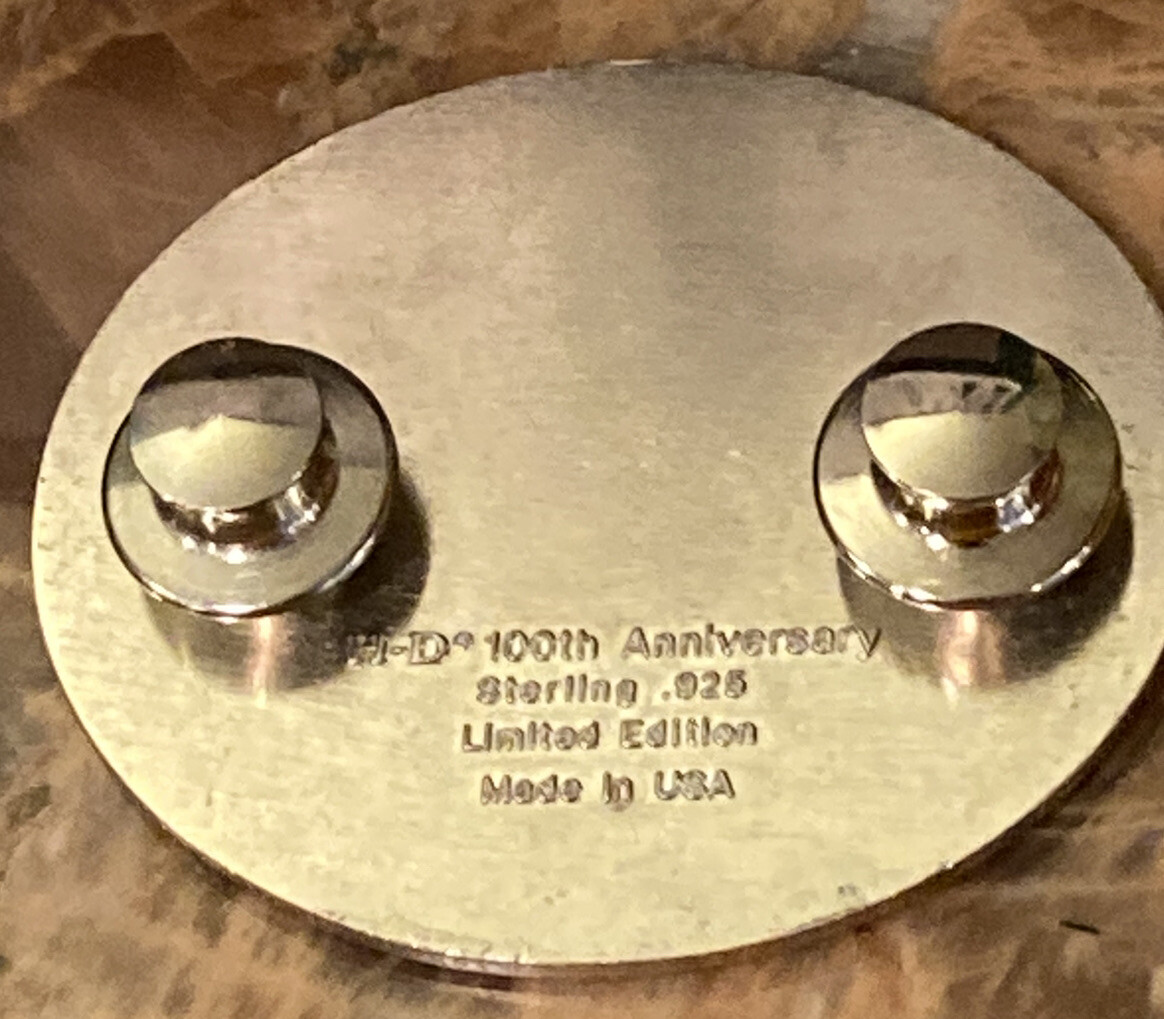 H-D® 100th Anniversary
Sterling .925
Limited Edition
Made in USA